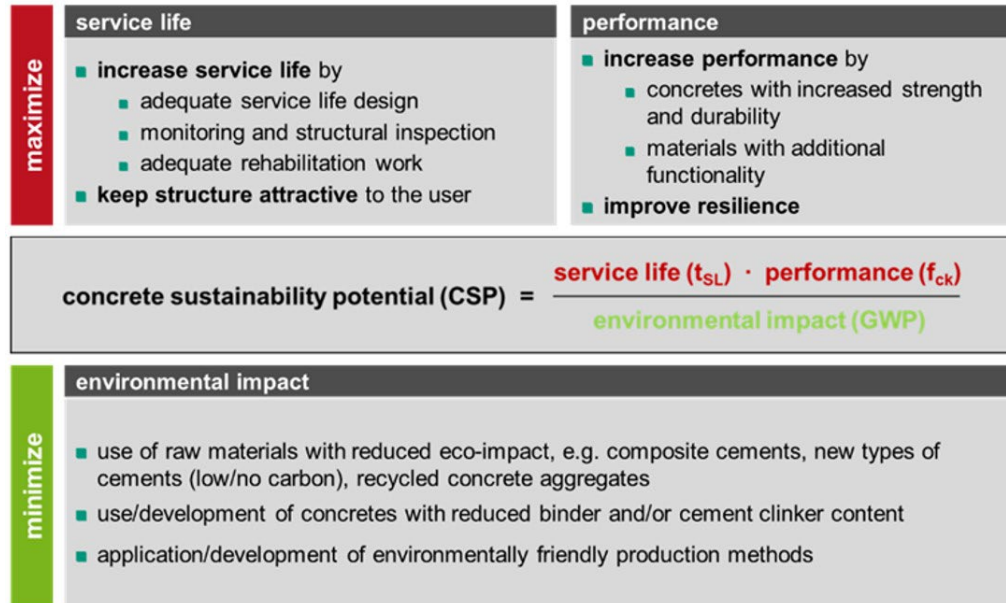 maximize
service life
increase service life by
adequate service life design
monitoring and structural inspection
adequate rehabilitation work
keep structure attractive to the user
performance
increase performance by
concretes with increased strength
and durability
materials with additional
functionality
improve resilience
concrete sustainability potential (CSP) = service life (t_SL) · performance (f_ck)
environmental impact (GWP)
minimize
environmental impact
use of raw materials with reduced eco-impact, e.g. composite cements, new types of
cements (low/no carbon), recycled concrete aggregates
use/development of concretes with reduced binder and/or cement clinker content
application/development of environmentally friendly production methods